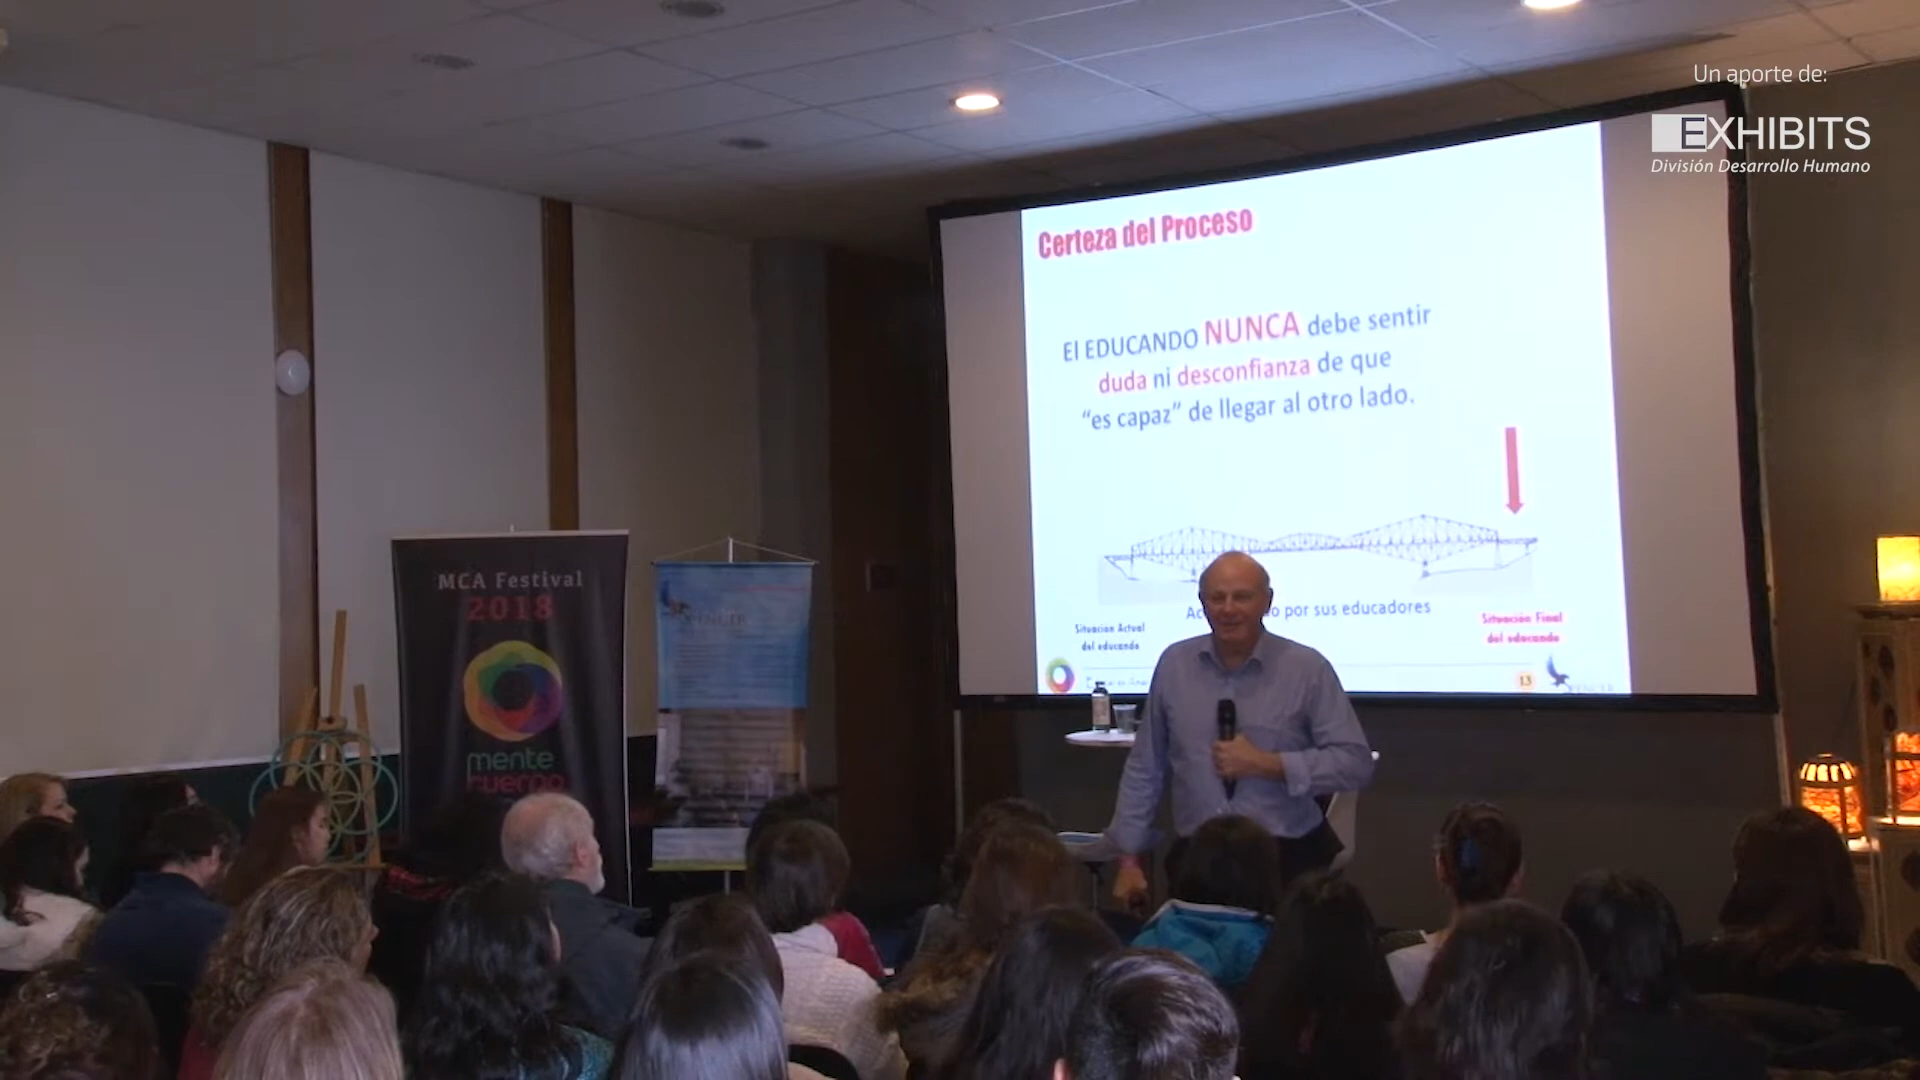 Un aporte de:
EXHIBITS
División Desarrollo Humano
Certeza del Proceso
El EDUCANDO NUNCA debe sentir
duda ni desconfianza de que
"es capaz" de llegar al otro lado.
por sus educadores
Situacion Actual
del educando
Situación Final
del educando
13
MCA Festival
2018
mente
cuerpo